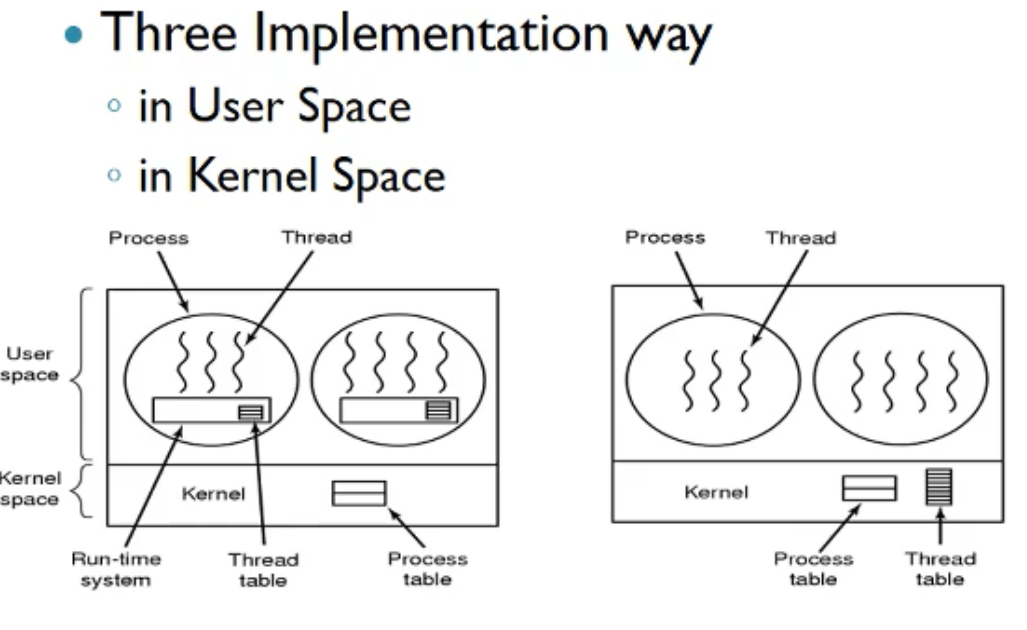 Three Implementation way
in User Space
in Kernel Space
Process Thread
User
space
Kernel
space
Kernel
Run-time
system
Thread
table
Process
table
Process Thread
Kernel
Process
table
Thread
table